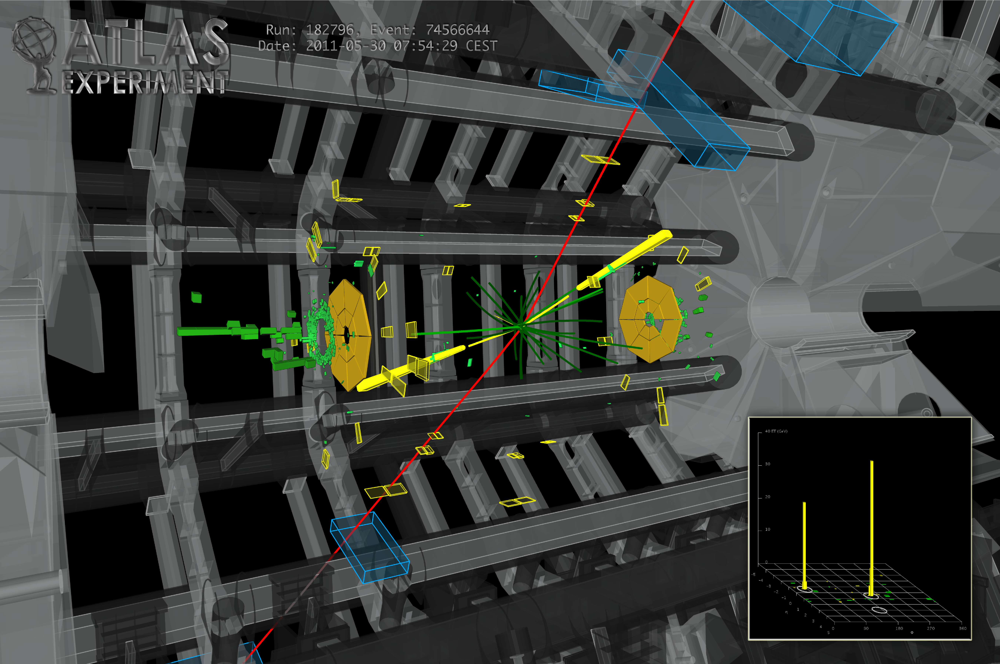 ATLAS
EXPERIMENT
Run: 182796, Event: 74566644
Date: 2011-05-30 07:54:29 CEST
40 ET (GeV)
30
20
10
0
-5
-4
-3
-2
-1
0
η
1
2
3
4
5
0 90 180 270 360
Φ